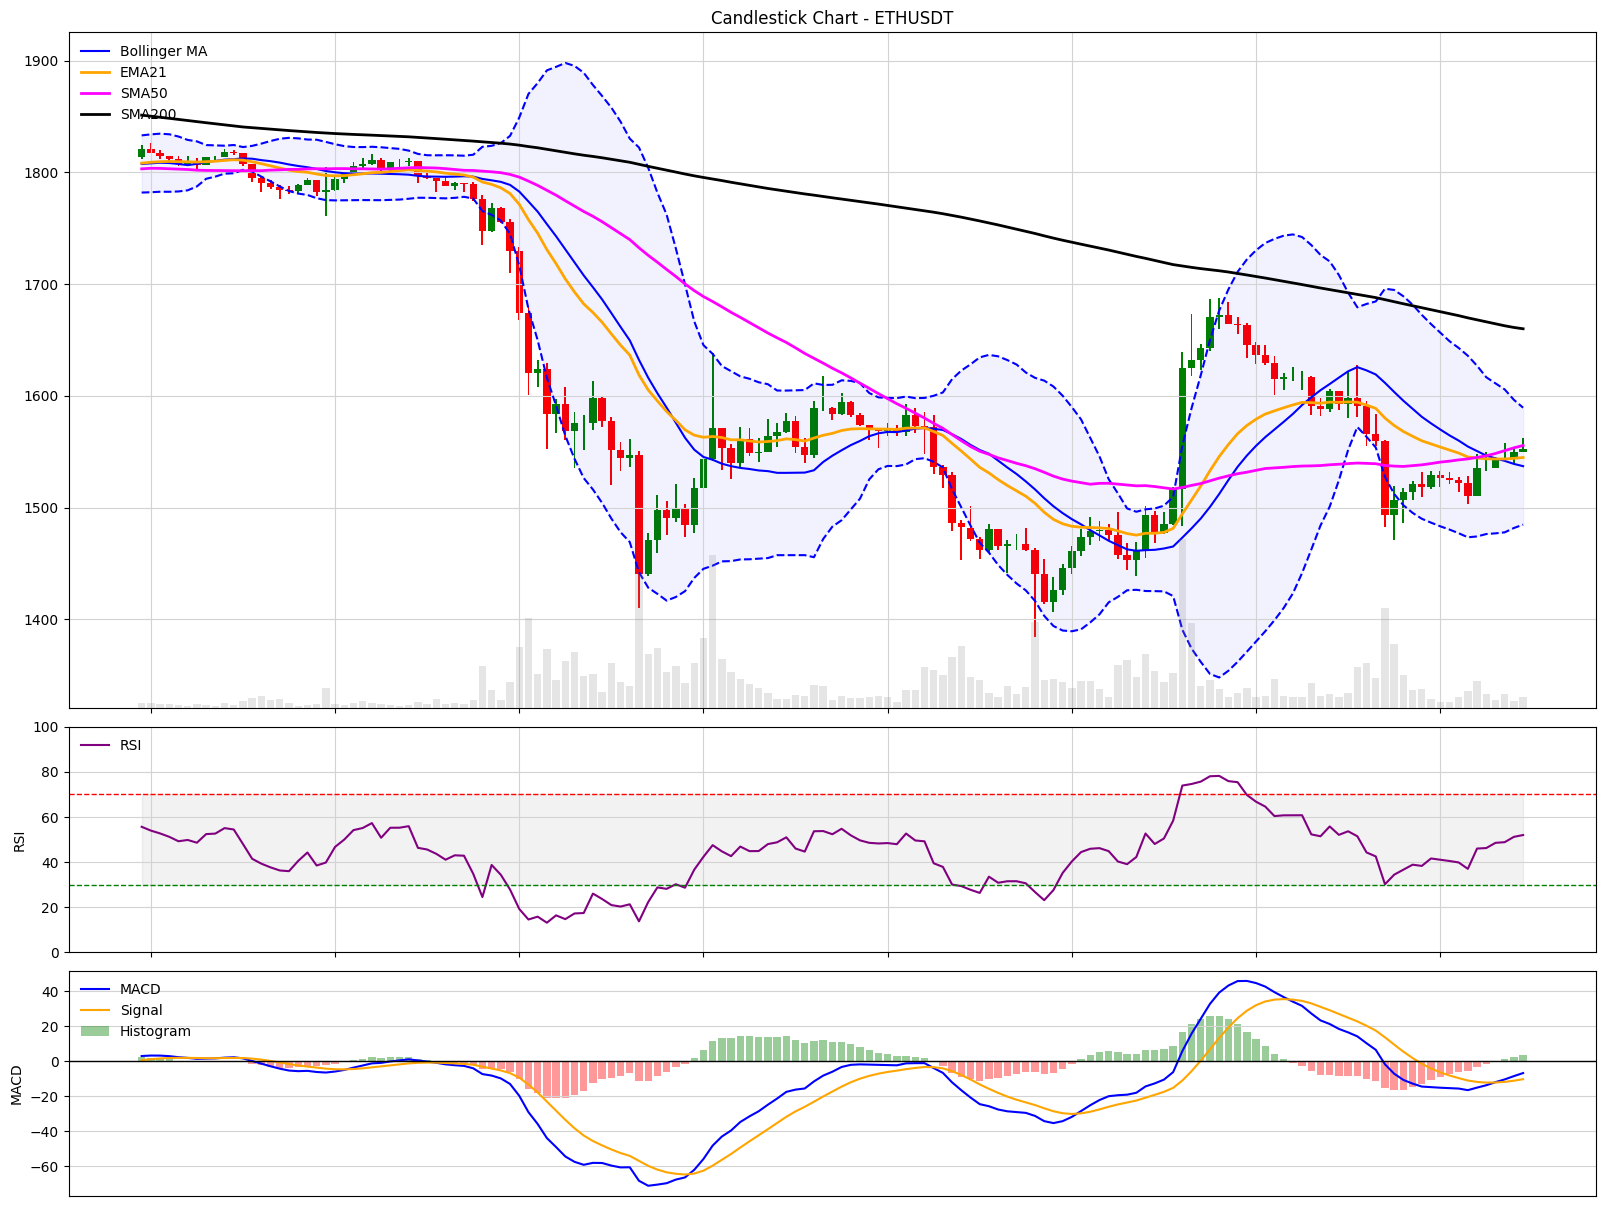 Candlestick Chart - ETHUSDT
Bollinger MA
EMA21
SMA50
SMA200
1900
1800
1700
1600
1500
1400
RSI
100
80
60
40
20
0
RSI
MACD
Signal
Histogram
40
20
0
−20
−40
−60
MACD